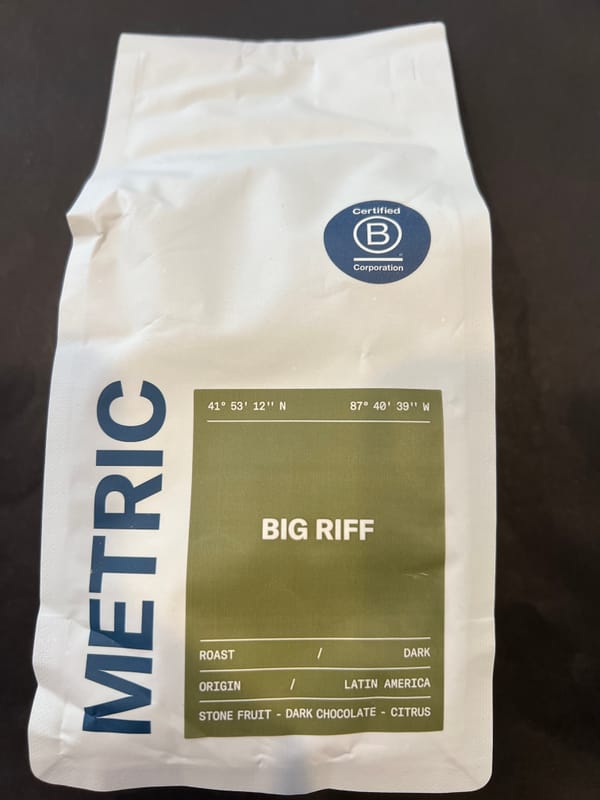 Certified
B
Corporation
METRIC
41° 53' 12'' N 87° 40' 39'' W
BIG RIFF
ROAST / DARK
ORIGIN / LATIN AMERICA
STONE FRUIT - DARK CHOCOLATE - CITRUS